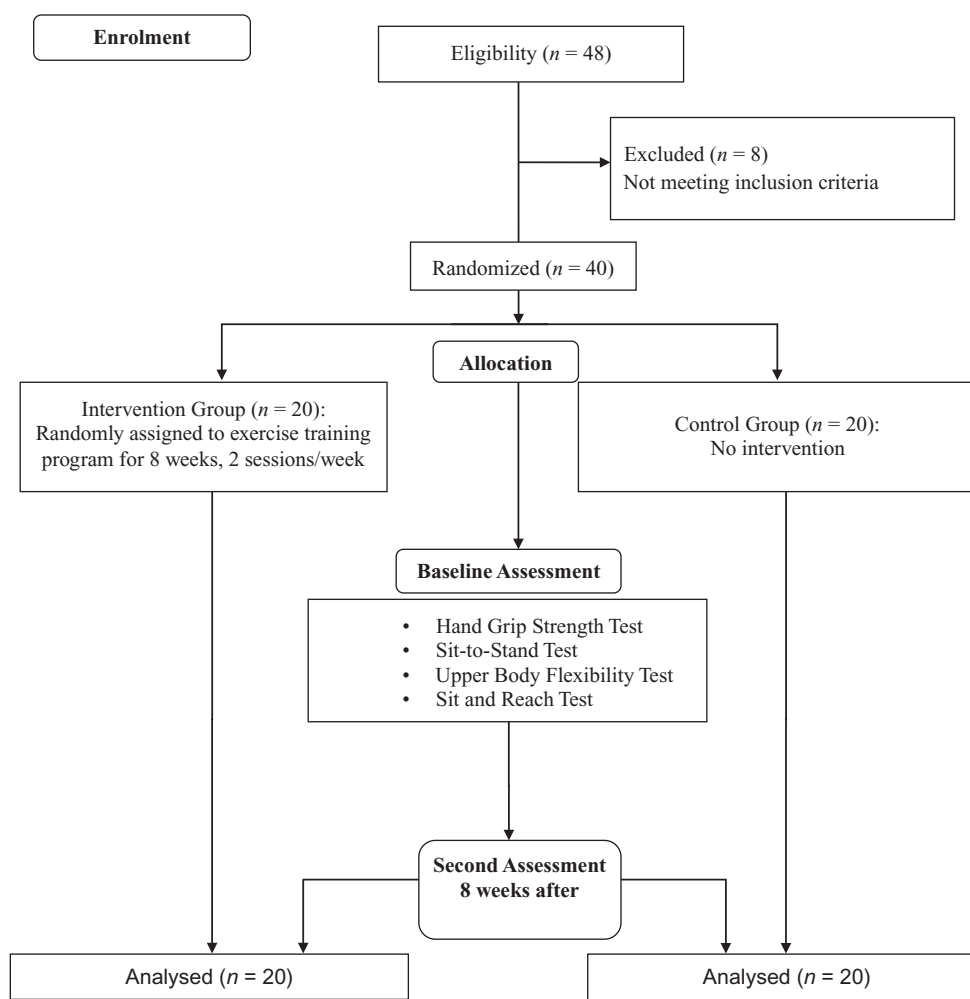 Enrolment
Eligibility (n = 48)
Excluded (n = 8)
Not meeting inclusion criteria
Randomized (n = 40)
Allocation
Intervention Group (n = 20):
Randomly assigned to exercise training
program for 8 weeks, 2 sessions/week
Control Group (n = 20):
No intervention
Baseline Assessment
• Hand Grip Strength Test
• Sit-to-Stand Test
• Upper Body Flexibility Test
• Sit and Reach Test
Second Assessment
8 weeks after
Analysed (n = 20)
Analysed (n = 20)